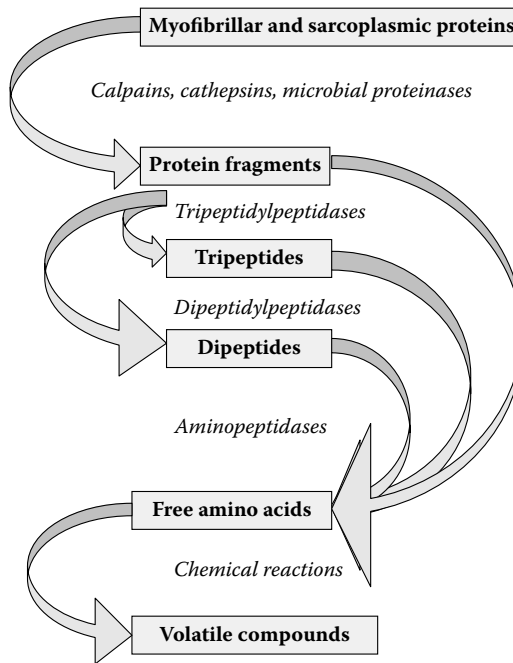 Myofibrillar and sarcoplasmic proteins
Calpains, cathepsins, microbial proteinases
Protein fragments
Tripeptidylpeptidases
Tripeptides
Dipeptidylpeptidases
Dipeptides
Aminopeptidases
Free amino acids
Chemical reactions
Volatile compounds